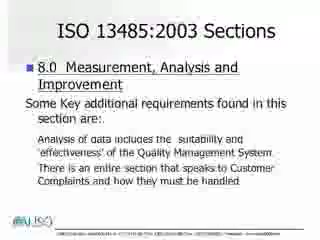 ISO 13485:2003 Sections
8.0 Measurement, Analysis and
Improvement
Some Key additional requirements found in this
section are:
Analysis of data includes the suitability and
'effectiveness' of the Quality Management System.
There is an entire section that speaks to Customer
Complaints and how they must be handled